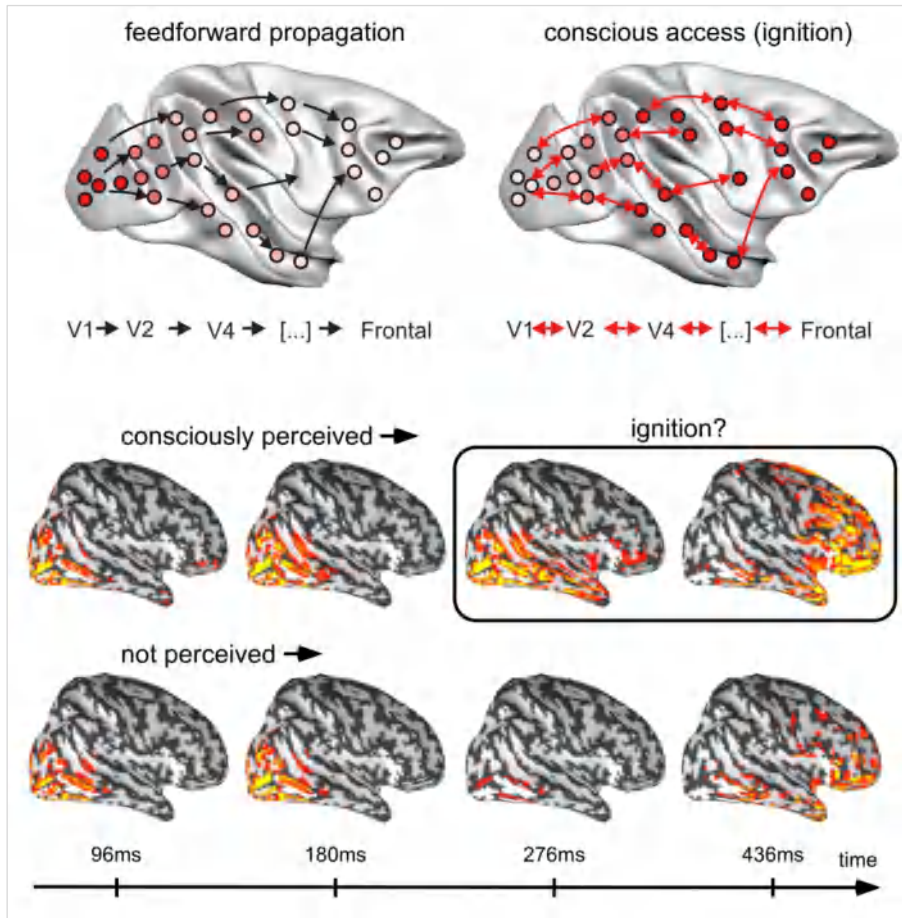 feedforward propagation
conscious access (ignition)
V1 V2 V4 [...] Frontal
V1 V2 V4 [...] Frontal
consciously perceived
ignition?
not perceived
96ms 180ms 276ms 436ms time